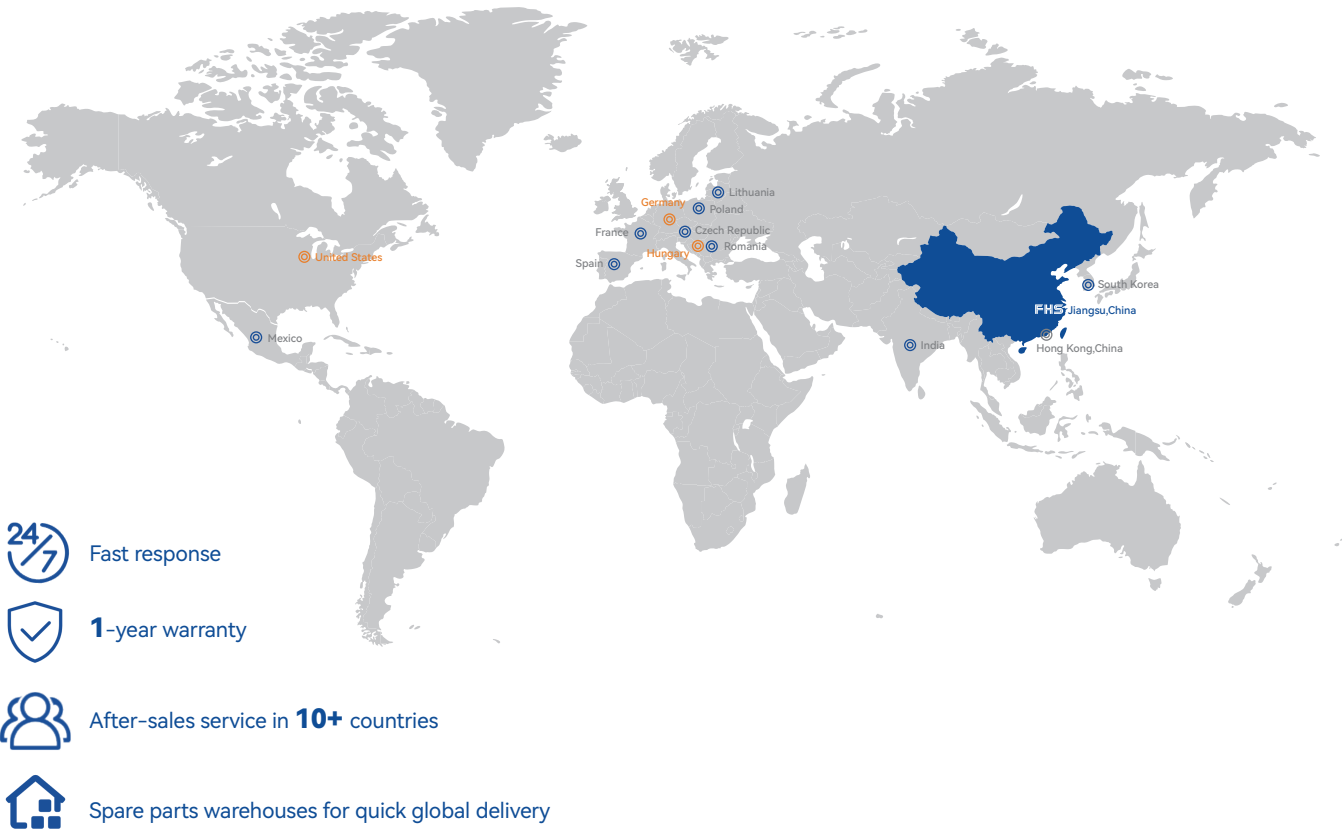 Lithuania
Germany
Poland
France
Czech Republic
Romania
Hungary
United States
Spain
South Korea
FHS Jiangsu,China
Mexico
India
Hong Kong,China
24/7
Fast response
1-year warranty
After-sales service in 10+ countries
Spare parts warehouses for quick global delivery